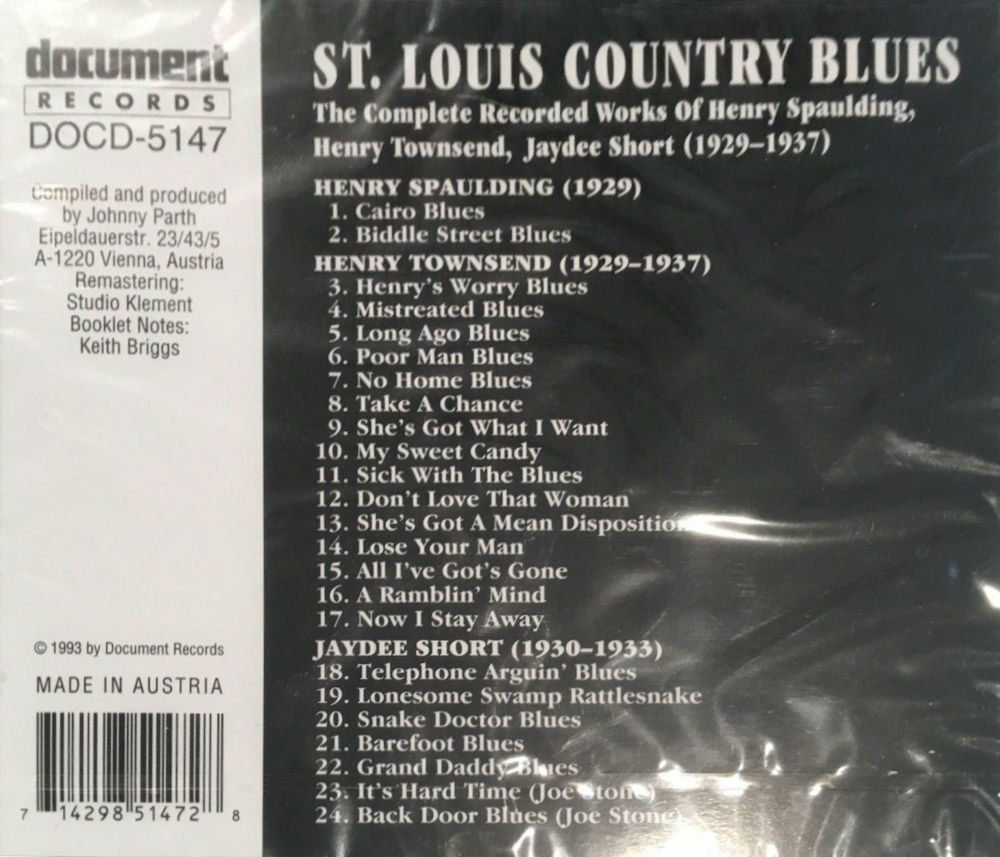 document
RECORDS
DOCD-5147
Compiled and produced
by Johnny Parth
Eipeldauerstr. 23/43/5
A-1220 Vienna, Austria
Remastering:
Studio Klement
Booklet Notes:
Keith Briggs
© 1993 by Document Records
MADE IN AUSTRIA
7 14298 51472 8
ST. LOUIS COUNTRY BLUES
The Complete Recorded Works Of Henry Spaulding,
Henry Townsend, Jaydee Short (1929–1937)
HENRY SPAULDING (1929)
1. Cairo Blues
2. Biddle Street Blues
HENRY TOWNSEND (1929–1937)
3. Henry's Worry Blues
4. Mistreated Blues
5. Long Ago Blues
6. Poor Man Blues
7. No Home Blues
8. Take A Chance
9. She's Got What I Want
10. My Sweet Candy
11. Sick With The Blues
12. Don't Love That Woman
13. She's Got A Mean Disposition
14. Lose Your Man
15. All I've Got's Gone
16. A Ramblin' Mind
17. Now I Stay Away
JAYDEE SHORT (1930–1933)
18. Telephone Arguin' Blues
19. Lonesome Swamp Rattlesnake
20. Snake Doctor Blues
21. Barefoot Blues
22. Grand Daddy Blues
23. It's Hard Time (Joe Stone)
24. Back Door Blues (Joe Stone)